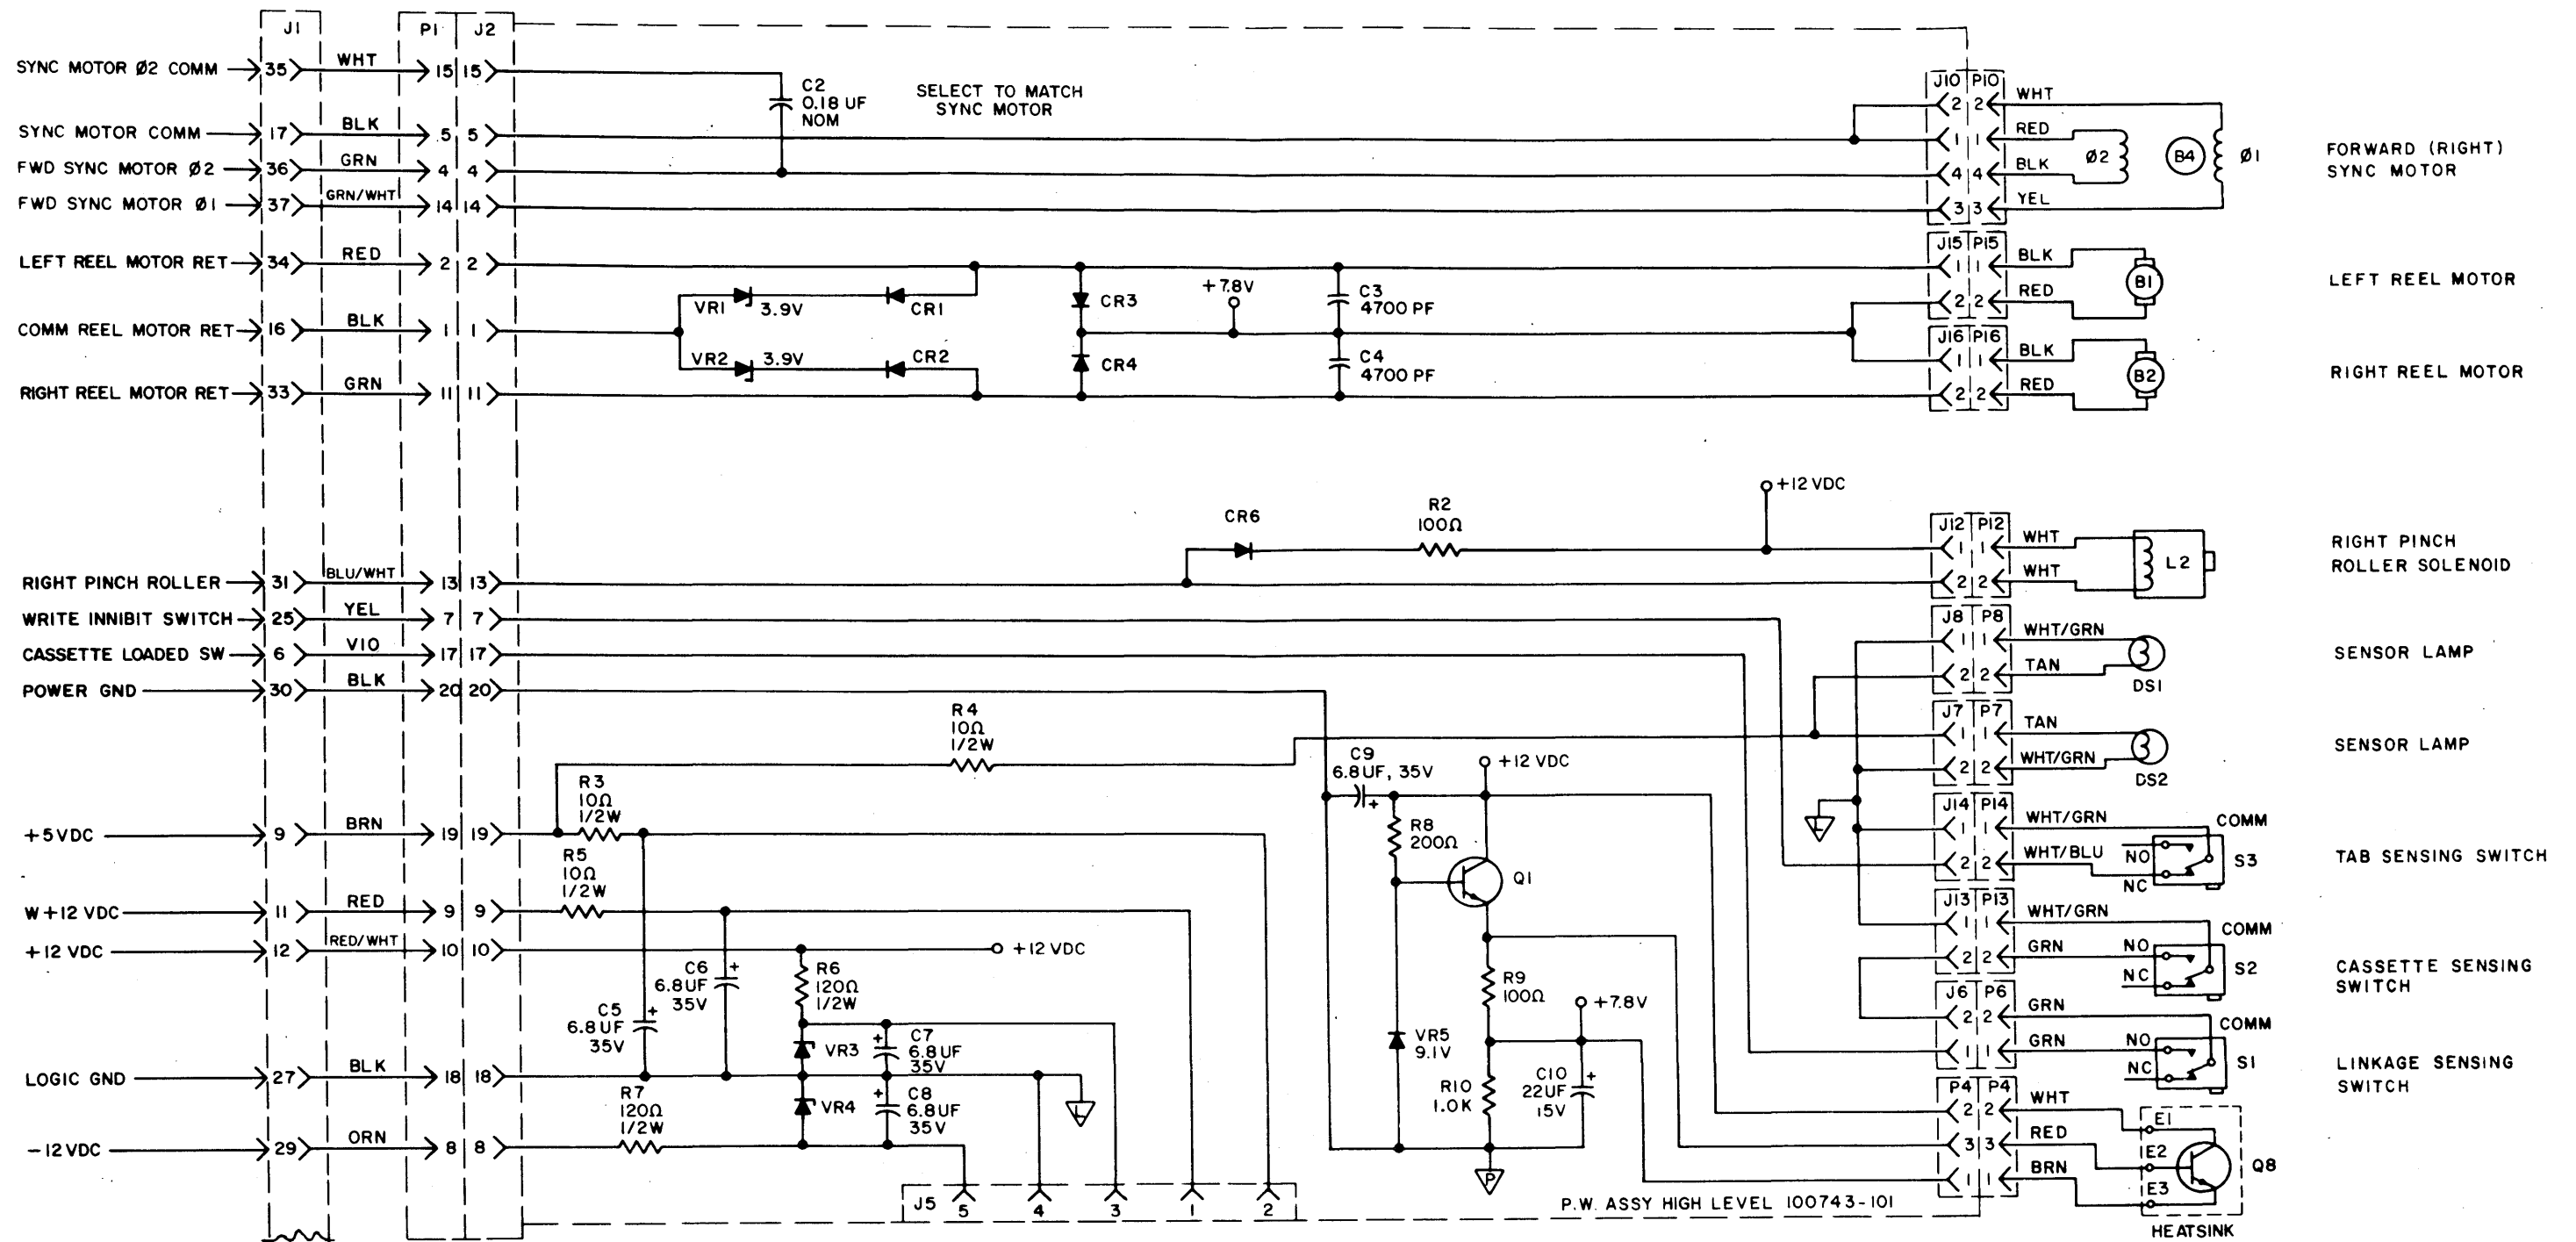 J1
P1 J2
SYNC MOTOR Ø2 COMM 35 WHT 15 15
C2
0.18 UF
NOM
SELECT TO MATCH
SYNC MOTOR
SYNC MOTOR COMM 17 BLK 5 5
FWD SYNC MOTOR Ø2 36 GRN 4 4
FWD SYNC MOTOR Ø1 37 GRN/WHT 14 14
J10 P10
2 2 WHT
1 1 RED
4 4 BLK
3 3 YEL
Ø2 B4 Ø1
FORWARD (RIGHT)
SYNC MOTOR
LEFT REEL MOTOR RET 34 RED 2 2
VR1 3.9V CR1
CR3
+7.8V
C3
4700 PF
J15 P15
1 1 BLK
2 2 RED
B1
LEFT REEL MOTOR
COMM REEL MOTOR RET 16 BLK 1 1
VR2 3.9V CR2
CR4
C4
4700 PF
J16 P16
1 1 BLK
2 2 RED
B2
RIGHT REEL MOTOR
RIGHT REEL MOTOR RET 33 GRN 11 11
CR6
R2
100Ω
+12 VDC
J12 P12
1 1 WHT
2 2 WHT
L2
RIGHT PINCH
ROLLER SOLENOID
RIGHT PINCH ROLLER 31 BLU/WHT 13 13
WRITE INNIBIT SWITCH 25 YEL 7 7
CASSETTE LOADED SW 6 VIO 17 17
POWER GND 30 BLK 20 20
J8 P8
1 1 WHT/GRN
2 2 TAN
DS1
SENSOR LAMP
R4
10Ω
1/2W
J7 P7
1 1 TAN
2 2 WHT/GRN
DS2
SENSOR LAMP
C9
6.8UF, 35V
+
+12 VDC
R3
10Ω
1/2W
+5VDC 9 BRN 19 19
R8
200Ω
Q1
L
J14 P14
1 1 WHT/GRN
2 2 WHT/BLU
COMM
NO
NC
S3
TAB SENSING SWITCH
R5
10Ω
1/2W
W+12 VDC 11 RED 9 9
+12 VDC 12 RED/WHT 10 10
+12 VDC
J13 P13
1 1 WHT/GRN
2 2 GRN
COMM
NO
NC
S2
CASSETTE SENSING
SWITCH
C6 +
6.8UF
35V
R6
120Ω
1/2W
R9
100Ω
+7.8V
C5 +
6.8UF
35V
VR3
+ C7
6.8UF
35V
VR5
9.1V
J6 P6
2 2 GRN
1 1 GRN
COMM
NO
NC
S1
LINKAGE SENSING
SWITCH
LOGIC GND 27 BLK 18 18
L
R7
120Ω
1/2W
VR4
+ C8
6.8UF
35V
R10
1.0K
C10 +
22UF
15V
-12VDC 29 ORN 8 8
P
P4 P4
2 2 WHT
3 3 RED
1 1 BRN
E1
E2
E3
Q8
HEATSINK
J5 5 4 3 1 2
P.W. ASSY HIGH LEVEL 100743-101